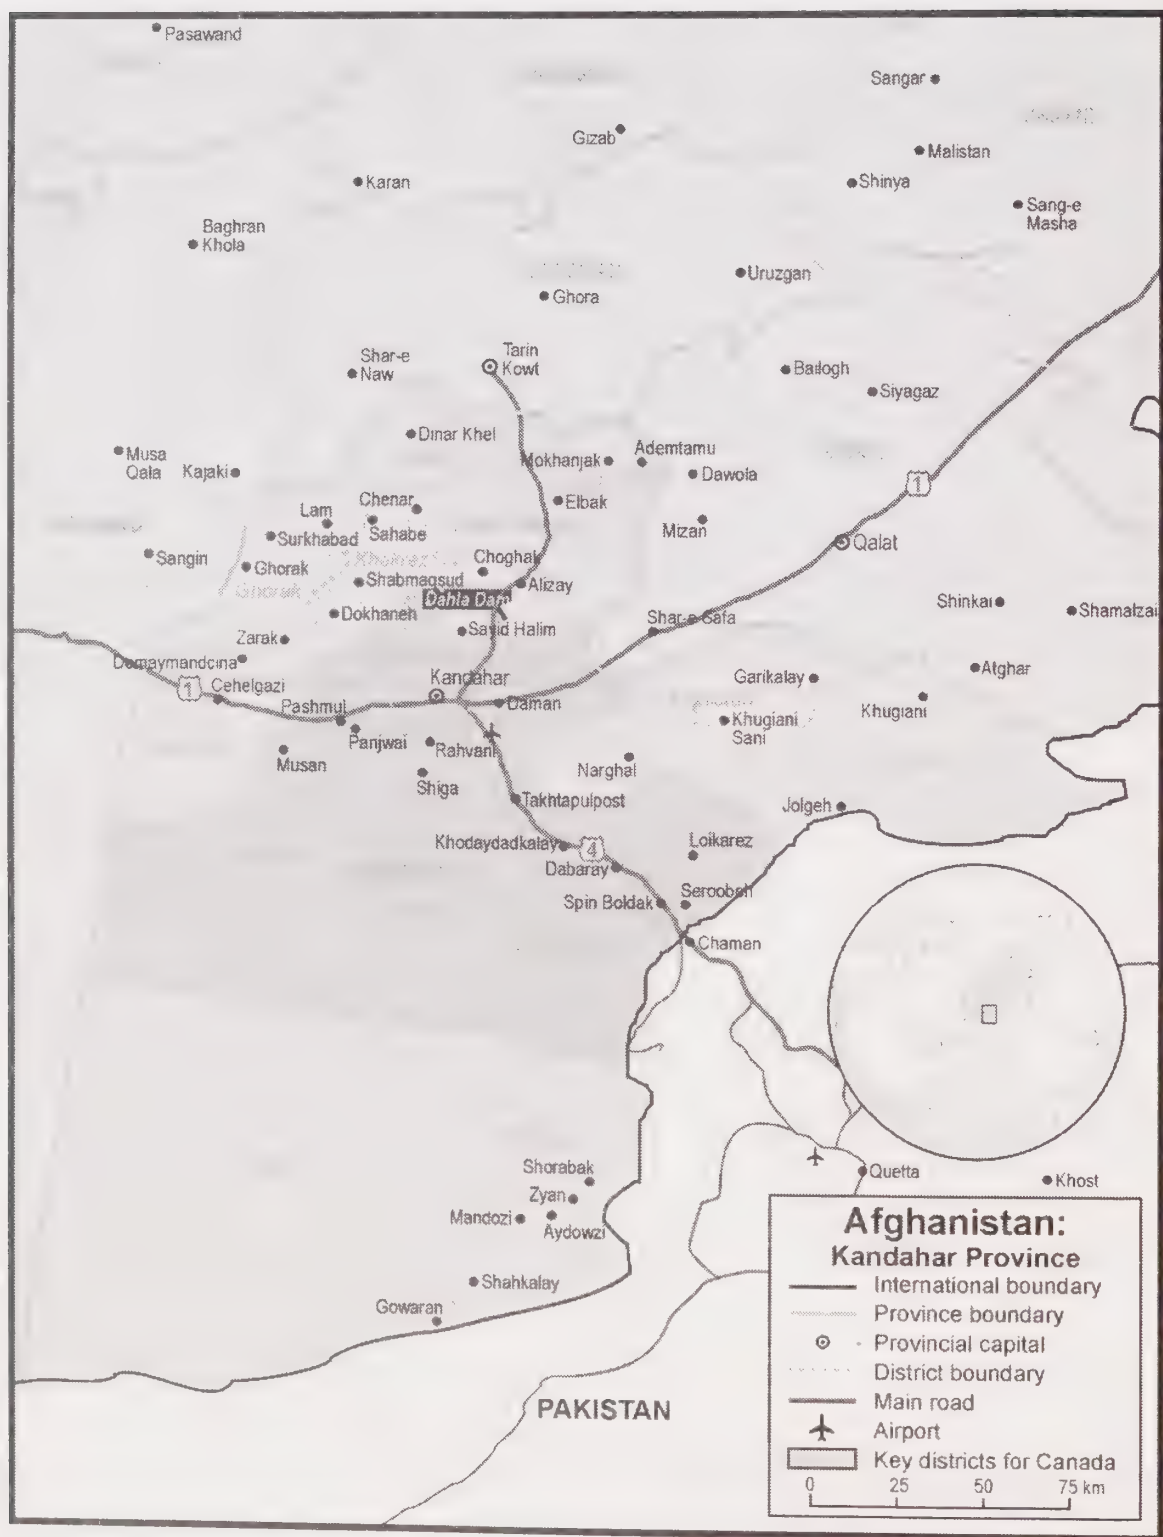 Pasawand
Sangar
Gizab
Malistan
Karan
Shinya
Sang-e
Masha
Baghran
Khola
Uruzgan
Ghora
Tarin
Kowt
Shar-e
Naw
Bailogh
Siyagaz
Dinar Khel
Musa
Qala
Kajaki
Mokhanjak
Ademtamu
Dawola
1
Chenar
Elbak
Lam
Sahabe
Mizan
Surkhabad
Qalat
Sangin
Khakrez
Choghak
Ghorak
Ghorak
Shabmaqsud
Alizay
Dahla Dam
Shinkai
Shamalzai
Dokhaneh
Shar-e Safa
Zarak
Sayid Halim
Atghar
Kandahar
Garikalay
1
Cehelgazi
Daman
Khugiani
Pashmul
Khugiani
Sani
Panjwai
Rahvani
Musan
Narghal
Shiga
Takhtapulpost
Jolgeh
Khodaydadkalay
4
Loikarez
Dabaray
Spin Boldak
Chaman
Shorabak
Quetta
Khost
Zyan
Mandozi
Aydowzi
Shahkalay
Gowaran
PAKISTAN
Afghanistan:
Kandahar Province
International boundary
Province boundary
Provincial capital
District boundary
Main road
Airport
Key districts for Canada
0 25 50 75 km